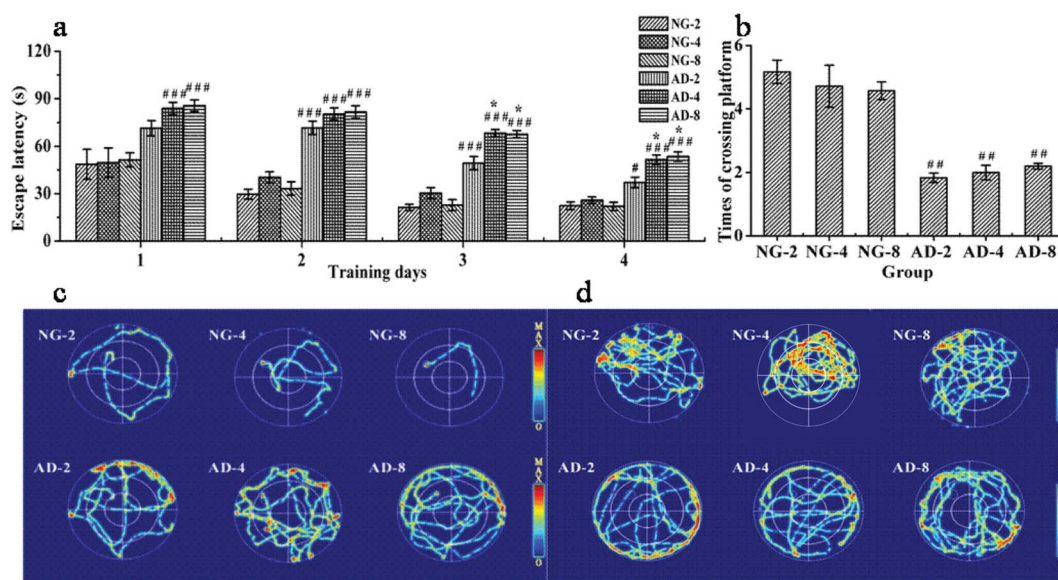 a
NG-2
NG-4
NG-8
AD-2
AD-4
AD-8
120
90
60
30
0
Escape latency (s)
### ###
### ### ###
* *
### ### ###
* *
# ### ###
1 2 3 4
Training days
b
6
4
2
0
Times of crossing platform
## ## ##
NG-2 NG-4 NG-8 AD-2 AD-4 AD-8
Group
c
NG-2 NG-4 NG-8
MAX
0
AD-2 AD-4 AD-8
MAX
0
d
NG-2 NG-4 NG-8
AD-2 AD-4 AD-8